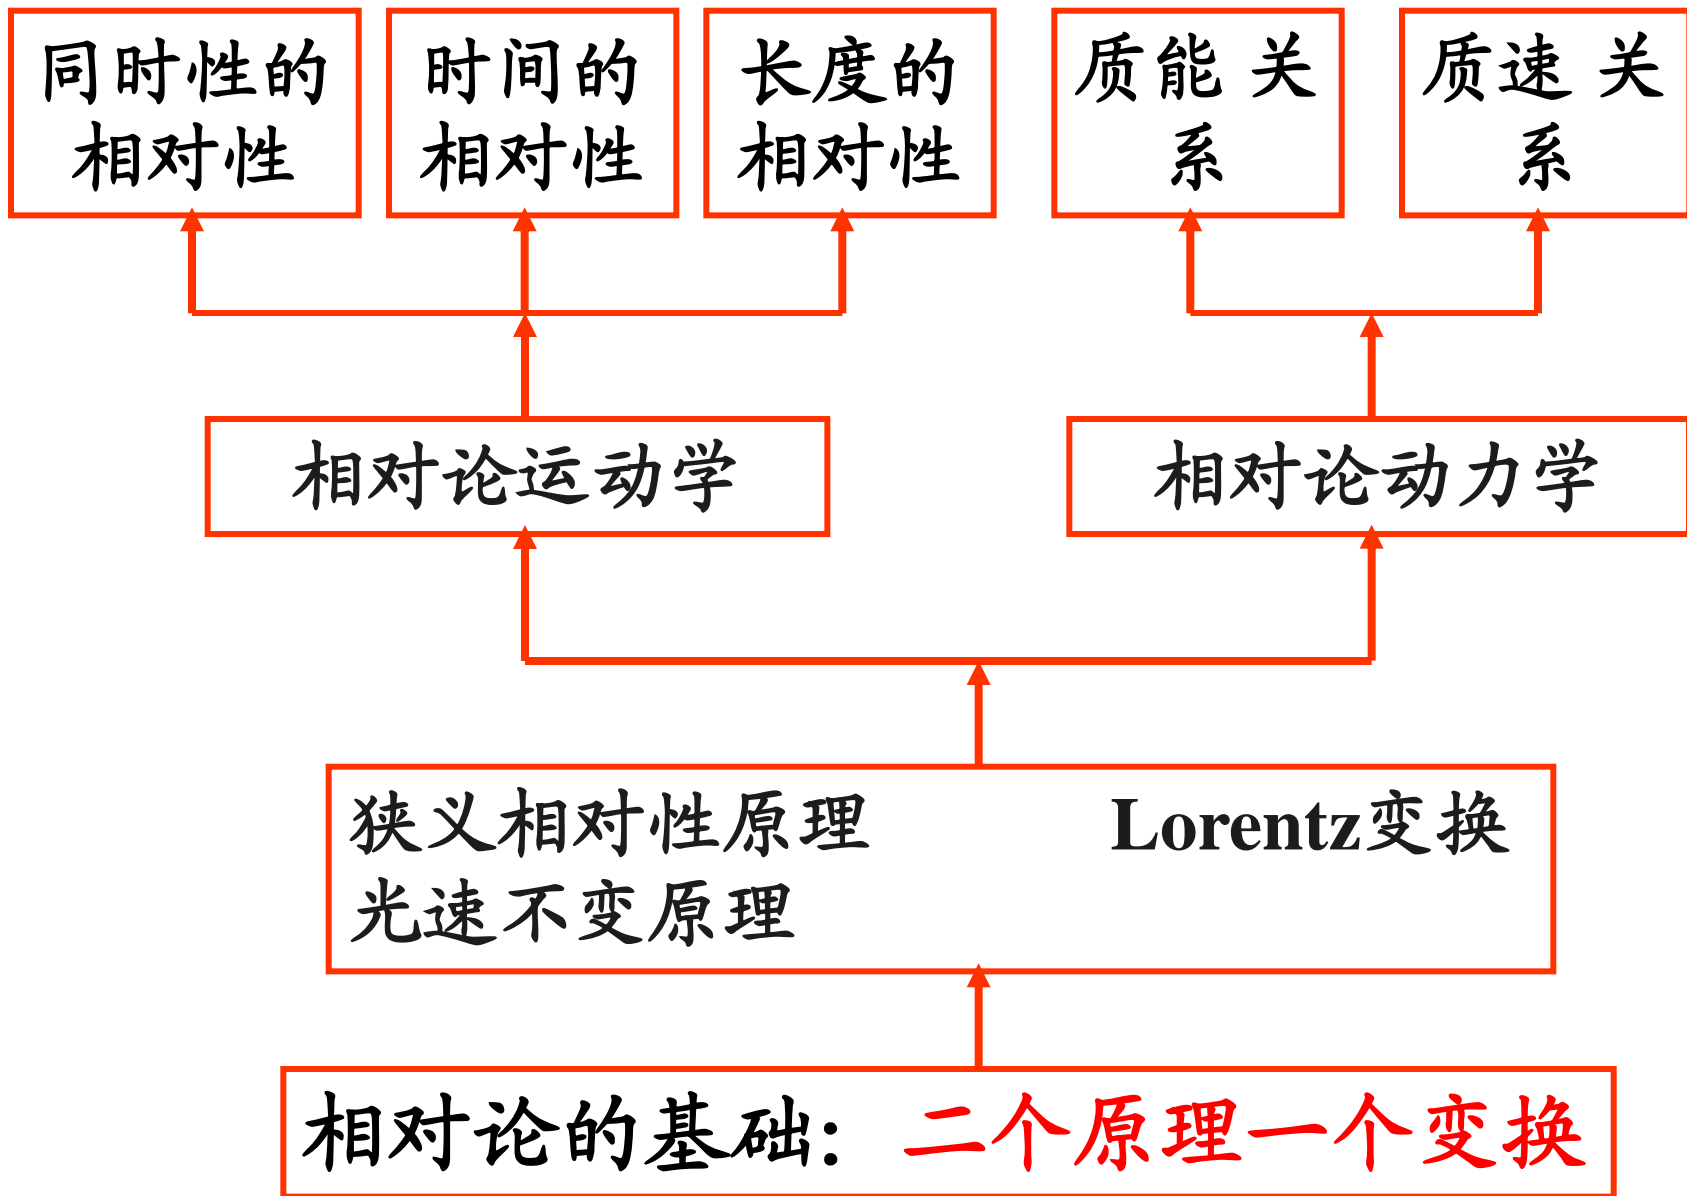 同时性的
相对性
时间的
相对性
长度的
相对性
质能 关
系
质速 关
系
相对论运动学
相对论动力学
狭义相对性原理 Lorentz变换
光速不变原理
相对论的基础：二个原理一个变换